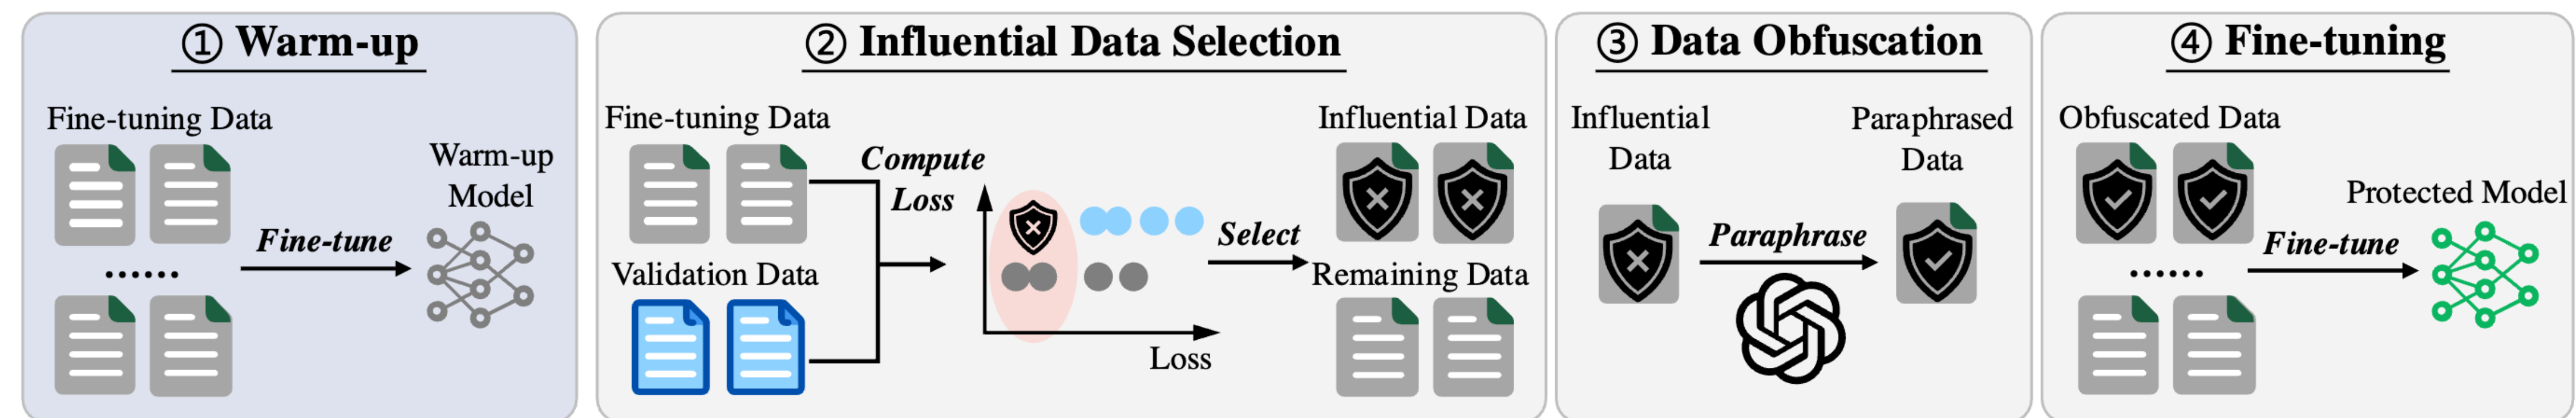 ① Warm-up
Fine-tuning Data
Warm-up
Model
Fine-tune
......
② Influential Data Selection
Fine-tuning Data
Validation Data
Compute
Loss
Loss
Select
Influential Data
Remaining Data
③ Data Obfuscation
Influential
Data
Paraphrase
Paraphrased
Data
④ Fine-tuning
Obfuscated Data
......
Fine-tune
Protected Model